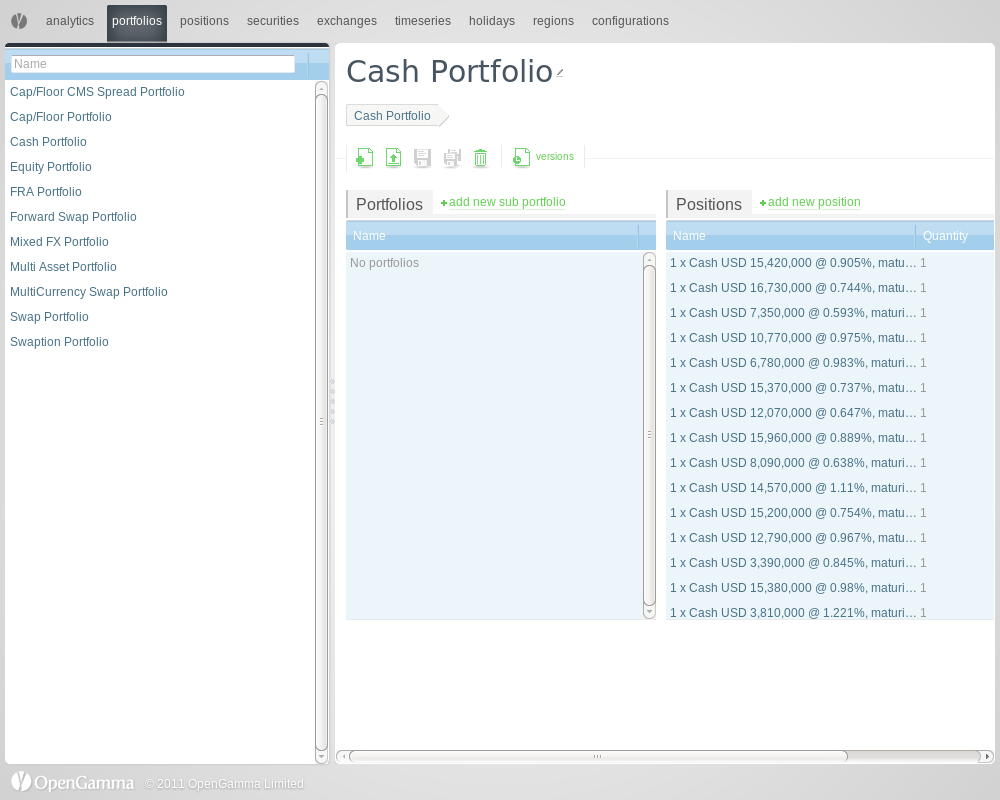 analytics portfolios positions securities exchanges timeseries holidays regions configurations
Name
Cap/Floor CMS Spread Portfolio
Cap/Floor Portfolio
Cash Portfolio
Equity Portfolio
FRA Portfolio
Forward Swap Portfolio
Mixed FX Portfolio
Multi Asset Portfolio
MultiCurrency Swap Portfolio
Swap Portfolio
Swaption Portfolio
Cash Portfolio
Cash Portfolio
versions
Portfolios add new sub portfolio
Name
No portfolios
Positions add new position
Name Quantity
1 x Cash USD 15,420,000 @ 0.905%, matu... 1
1 x Cash USD 16,730,000 @ 0.744%, matu... 1
1 x Cash USD 7,350,000 @ 0.593%, maturi... 1
1 x Cash USD 10,770,000 @ 0.975%, matu... 1
1 x Cash USD 6,780,000 @ 0.983%, maturi... 1
1 x Cash USD 15,370,000 @ 0.737%, matu... 1
1 x Cash USD 12,070,000 @ 0.647%, matu... 1
1 x Cash USD 15,960,000 @ 0.889%, matu... 1
1 x Cash USD 8,090,000 @ 0.638%, maturi... 1
1 x Cash USD 14,570,000 @ 1.11%, maturi... 1
1 x Cash USD 15,200,000 @ 0.754%, matu... 1
1 x Cash USD 12,790,000 @ 0.967%, matu... 1
1 x Cash USD 3,390,000 @ 0.845%, maturi... 1
1 x Cash USD 15,380,000 @ 0.98%, maturi... 1
1 x Cash USD 3,810,000 @ 1.221%, maturi... 1
OpenGamma © 2011 OpenGamma Limited